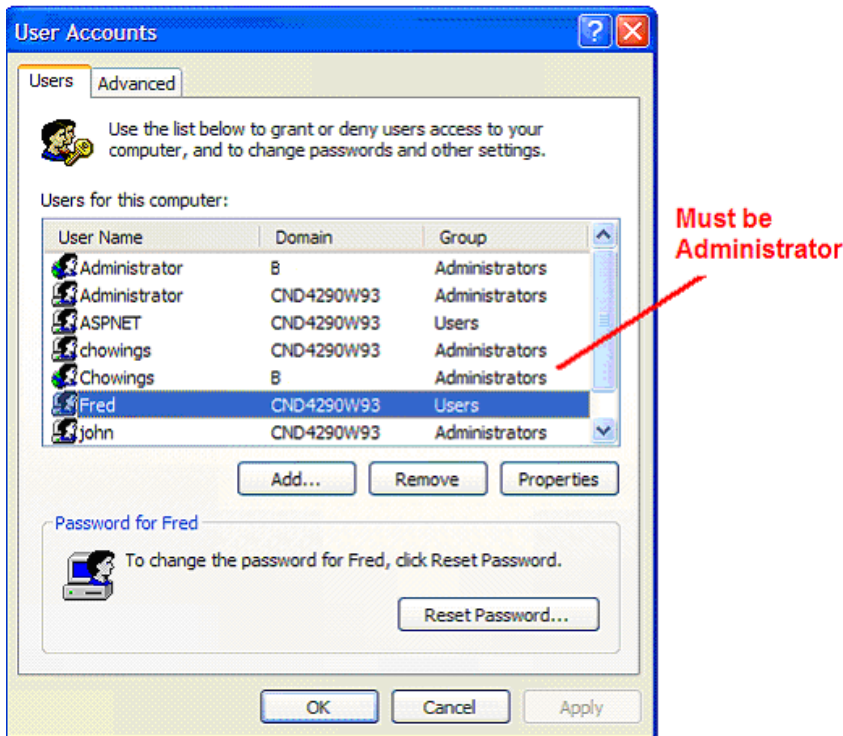 User Accounts
Users Advanced
Use the list below to grant or deny users access to your
computer, and to change passwords and other settings.
Users for this computer:
User Name Domain Group
Administrator B Administrators
Administrator CND4290W93 Administrators
ASPNET CND4290W93 Users
chowings CND4290W93 Administrators
Chowings B Administrators
Fred CND4290W93 Users
john CND4290W93 Administrators
Must be
Administrator
Add... Remove Properties
Password for Fred
To change the password for Fred, click Reset Password.
Reset Password...
OK Cancel Apply